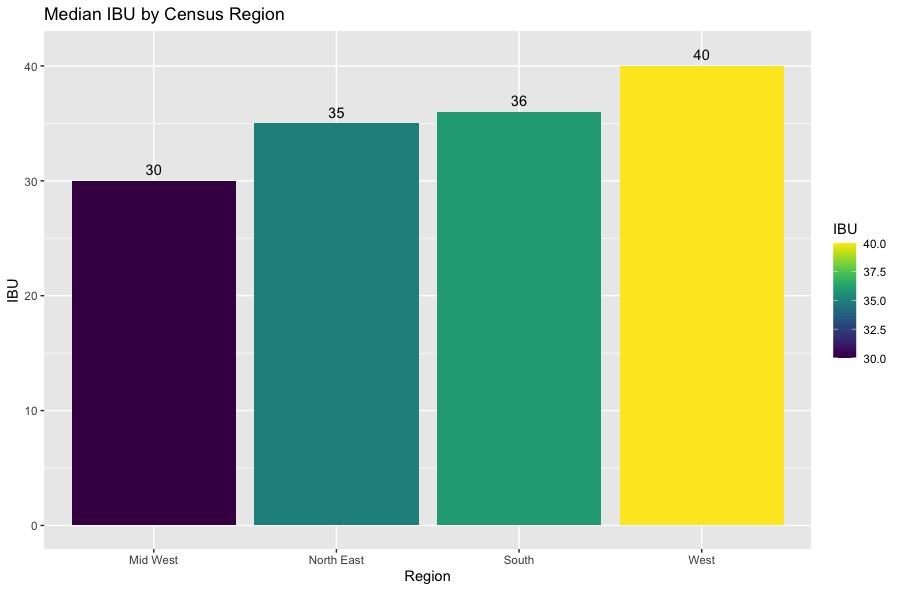 Median IBU by Census Region
IBU
40
30
20
10
0
30
35
36
40
Mid West
North East
South
West
Region
IBU
40.0
37.5
35.0
32.5
30.0